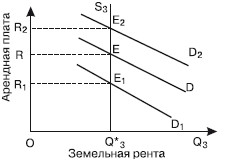 Арендная плата
S3
R2
E2
D2
R
E
D
R1
E1
D1
O
Q*3
Q3
Земельная рента